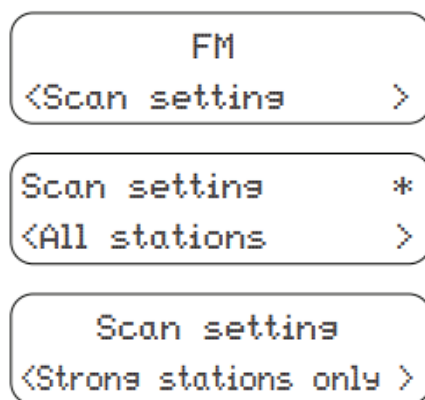 FM
<Scan setting >
Scan setting *
<All stations >
Scan setting
<Strong stations only >